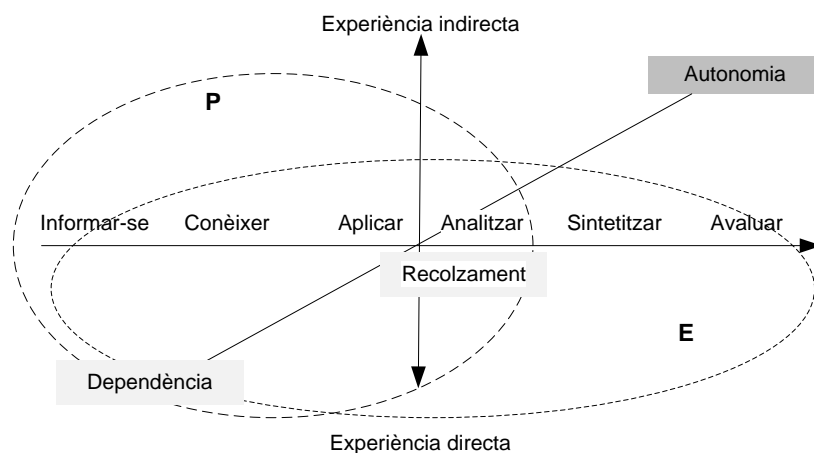 Experiència indirecta
Autonomia
P
Informar-se Conèixer Aplicar Analitzar Sintetitzar Avaluar
Recolzament
E
Dependència
Experiència directa